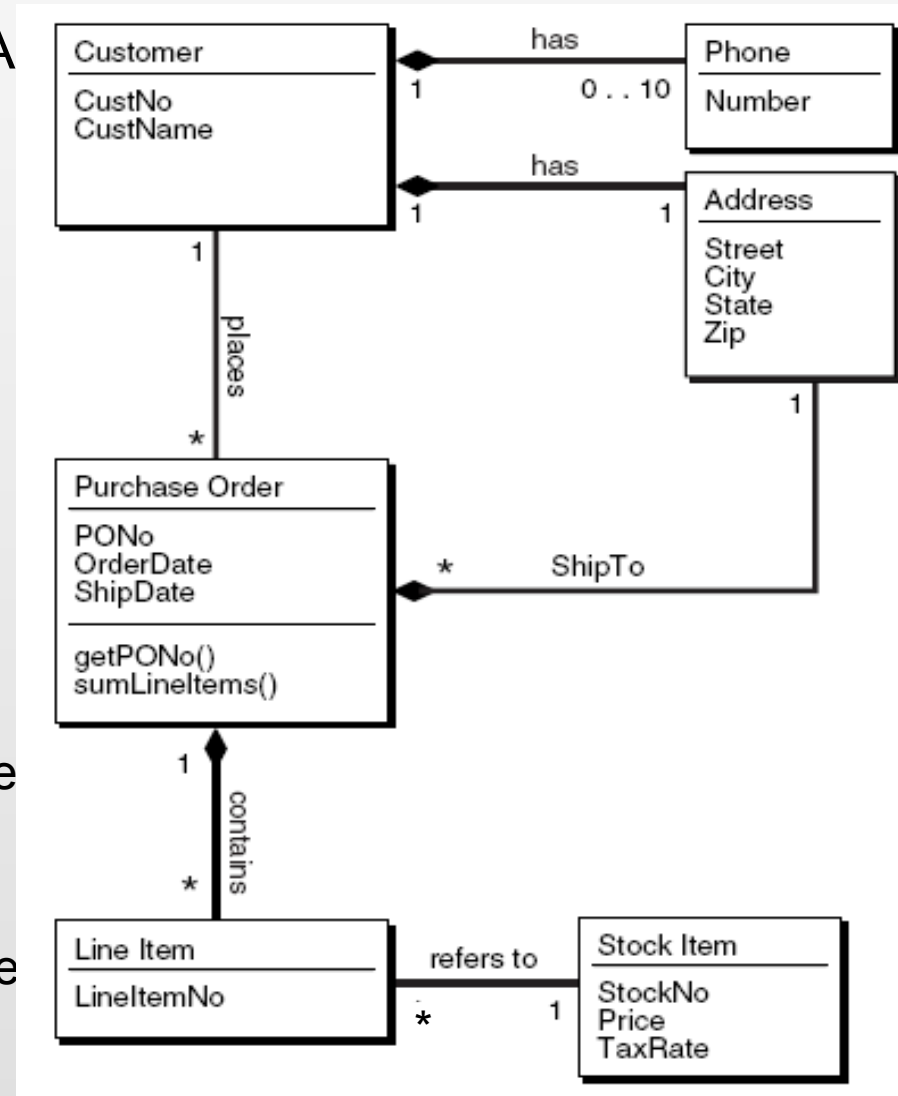 A
Customer
CustNo
CustName
has
1
0 . . 10
Phone
Number
has
1
1
Address
Street
City
State
Zip
1
places
*
1
Purchase Order
PONo
OrderDate
ShipDate
getPONo()
sumLineItems()
*
ShipTo
e
1
contains
*
e
Line Item
LineItemNo
refers to
*
1
Stock Item
StockNo
Price
TaxRate